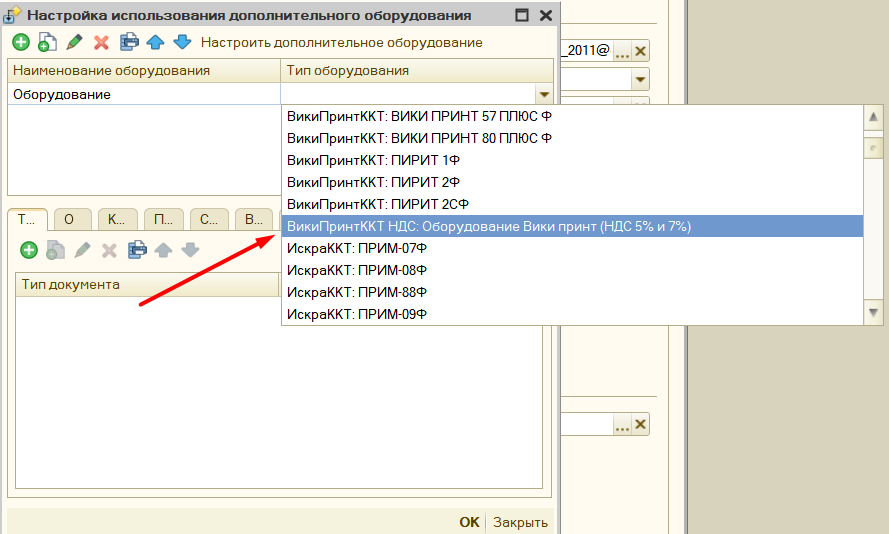 Настройка использования дополнительного оборудования
Настроить дополнительное оборудование
_2011@ ...
Наименование оборудования Тип оборудования
Оборудование
ВикиПринтККТ: ВИКИ ПРИНТ 57 ПЛЮС Ф
ВикиПринтККТ: ВИКИ ПРИНТ 80 ПЛЮС Ф
ВикиПринтККТ: ПИРИТ 1Ф
ВикиПринтККТ: ПИРИТ 2Ф
ВикиПринтККТ: ПИРИТ 2СФ
Т... О К... П... С... В...
ВикиПринтККТ НДС: Оборудование Вики принт (НДС 5% и 7%)
ИскраККТ: ПРИМ-07Ф
ИскраККТ: ПРИМ-08Ф
Тип документа
ИскраККТ: ПРИМ-88Ф
ИскраККТ: ПРИМ-09Ф
...
OK Закрыть